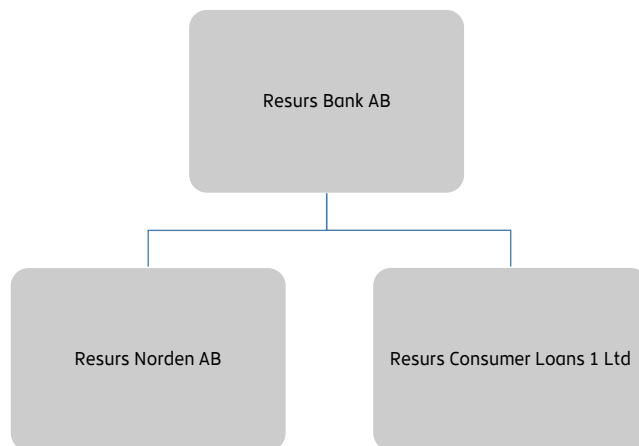 Resurs Bank AB
Resurs Norden AB
Resurs Consumer Loans 1 Ltd